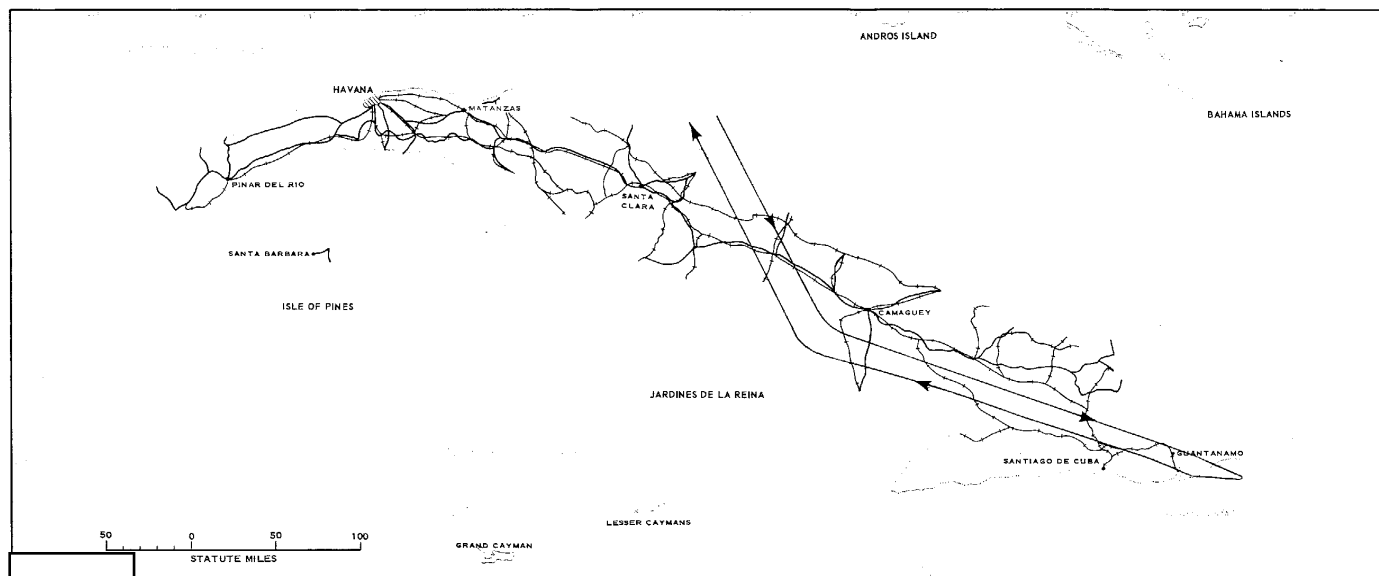 ANDROS ISLAND
HAVANA
MATANZAS
BAHAMA ISLANDS
PINAR DEL RIO
SANTA
CLARA
SANTA BARBARA
ISLE OF PINES
CAMAGUEY
JARDINES DE LA REINA
GUANTANAMO
SANTIAGO DE CUBA
LESSER CAYMANS
GRAND CAYMAN
50 0 50 100
STATUTE MILES